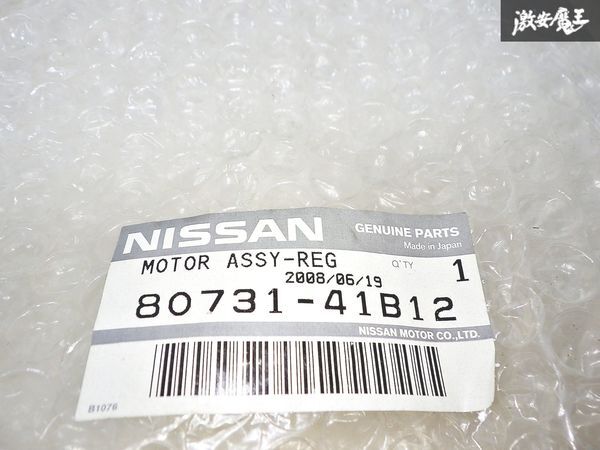 激安魔王
NISSAN
GENUINE PARTS
Made in Japan
MOTOR ASSY-REG
Q'TY 1
2008/06/19
80731-41B12
NISSAN MOTOR CO.,LTD.
B1076